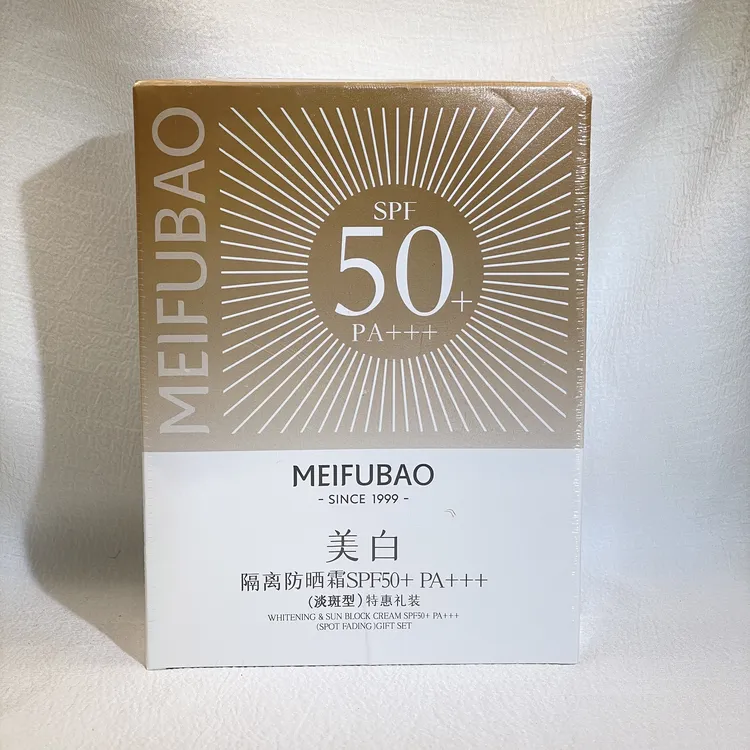 MEIFUBAO
SPF
50+
PA+++
MEIFUBAO
- SINCE 1999 -
美白
隔离防晒霜SPF50+ PA+++
(淡斑型)特惠礼装
WHITENING & SUN BLOCK CREAM SPF50+ PA+++
(SPOT FADING)GIFT SET